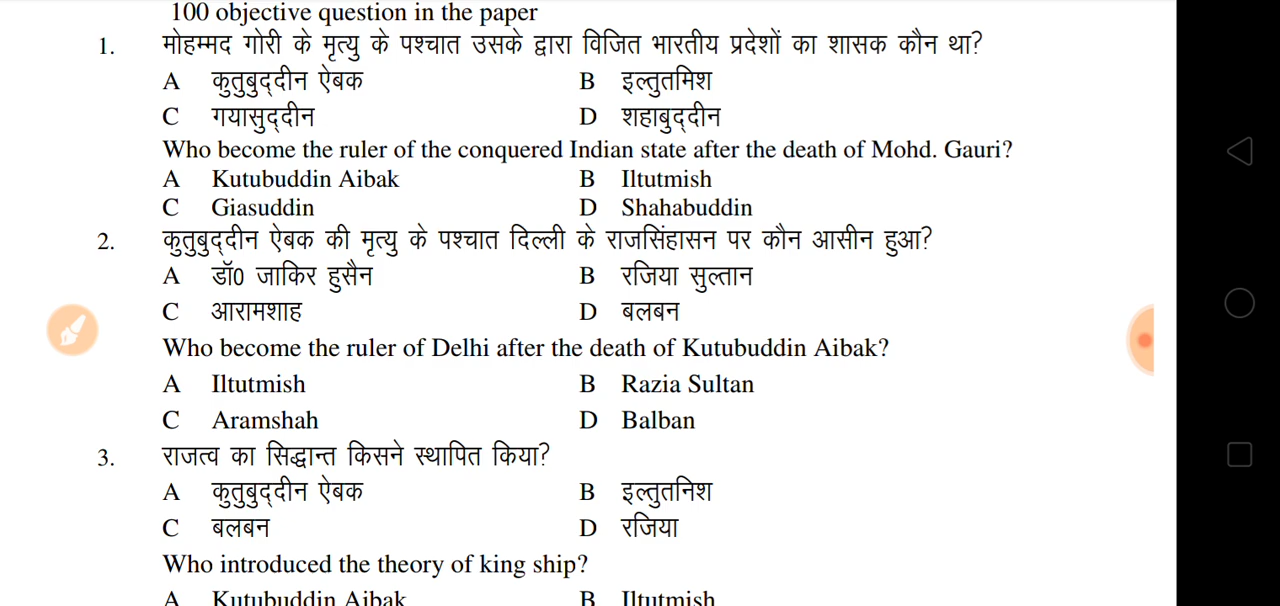 100 objective question in the paper
1. मोहम्मद गोरी के मृत्यु के पश्चात उसके द्वारा विजित भारतीय प्रदेशों का शासक कौन था?
A कुतुबुद्दीन ऐबक B इल्तुतमिश
C गयासुद्दीन D शहाबुद्दीन
Who become the ruler of the conquered Indian state after the death of Mohd. Gauri?
A Kutubuddin Aibak B Iltutmish
C Giasuddin D Shahabuddin
2. कुतुबुद्दीन ऐबक की मृत्यु के पश्चात दिल्ली के राजसिंहासन पर कौन आसीन हुआ?
A डॉ0 जाकिर हुसैन B रजिया सुल्तान
C आरामशाह D बलबन
Who become the ruler of Delhi after the death of Kutubuddin Aibak?
A Iltutmish B Razia Sultan
C Aramshah D Balban
3. राजत्व का सिद्धान्त किसने स्थापित किया?
A कुतुबुद्दीन ऐबक B इल्तुतनिश
C बलबन D रजिया
Who introduced the theory of king ship?
A Kutubuddin Aibak B Iltutmish